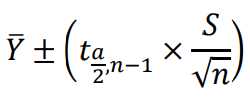 Ȳ ± (t_{a/2,n−1} × S/√n)